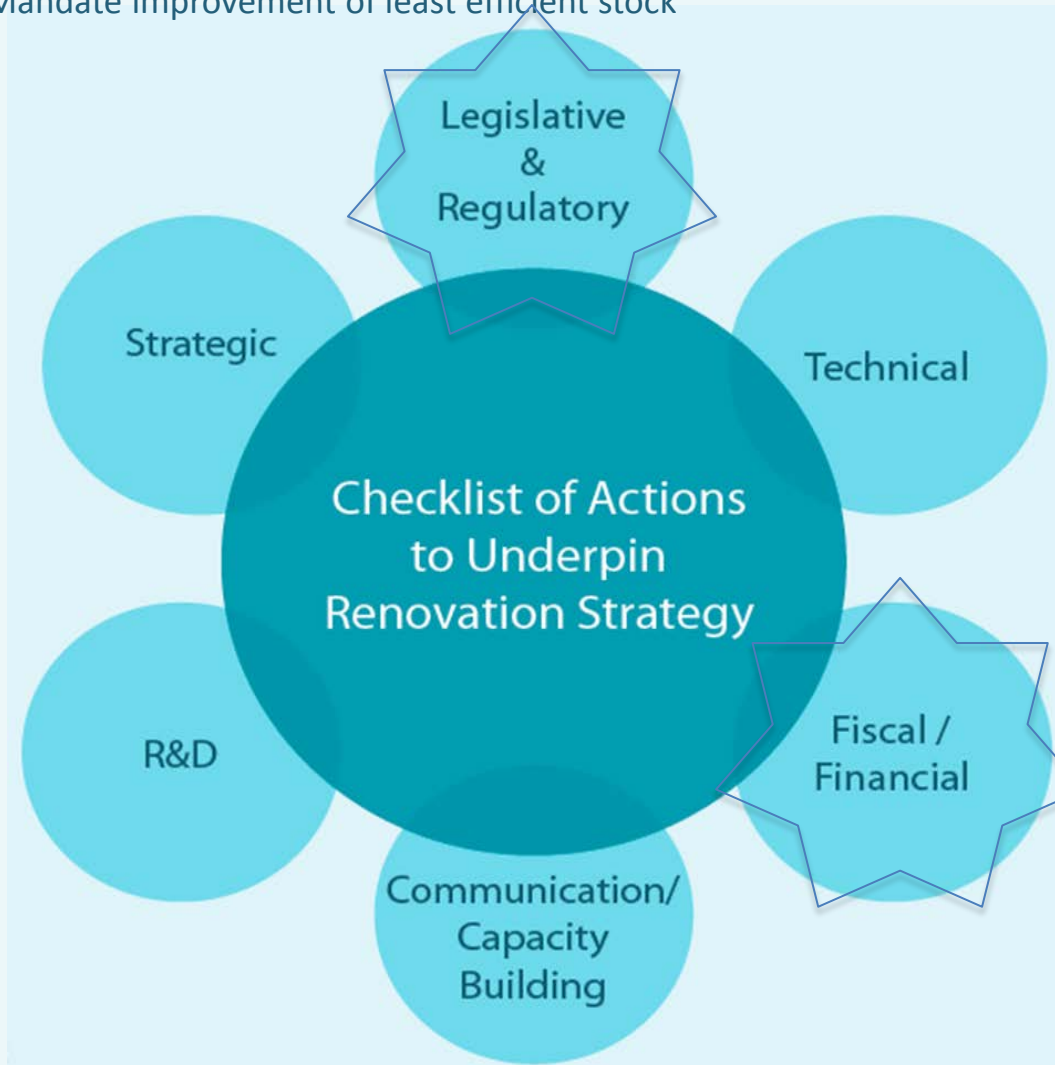 Mandate improvement of least efficient stock
Legislative
&
Regulatory
Strategic
Technical
Checklist of Actions
to Underpin
Renovation Strategy
R&D
Fiscal /
Financial
Communication/
Capacity
Building